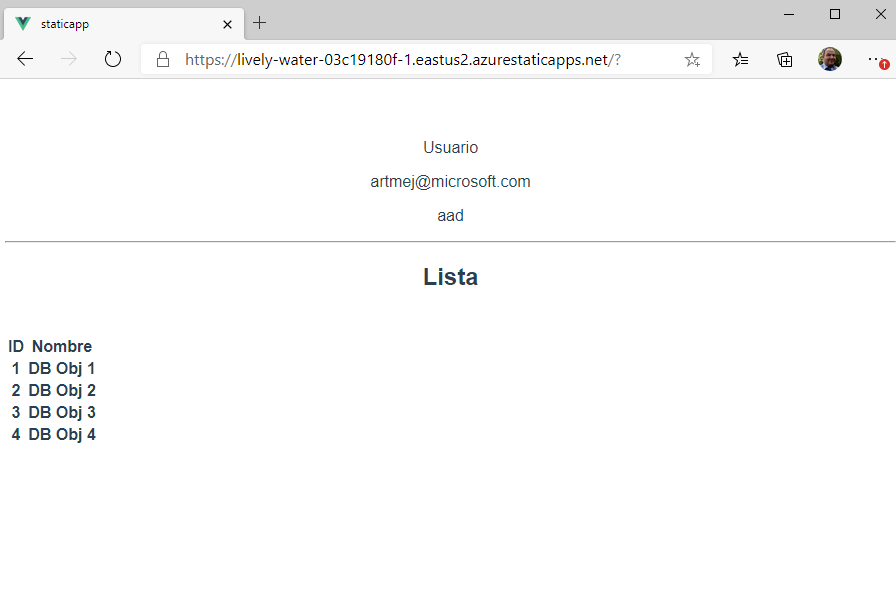 staticapp
https://lively-water-03c19180f-1.eastus2.azurestaticapps.net/?
Usuario
artmej@microsoft.com
aad
Lista
ID Nombre
1 DB Obj 1
2 DB Obj 2
3 DB Obj 3
4 DB Obj 4